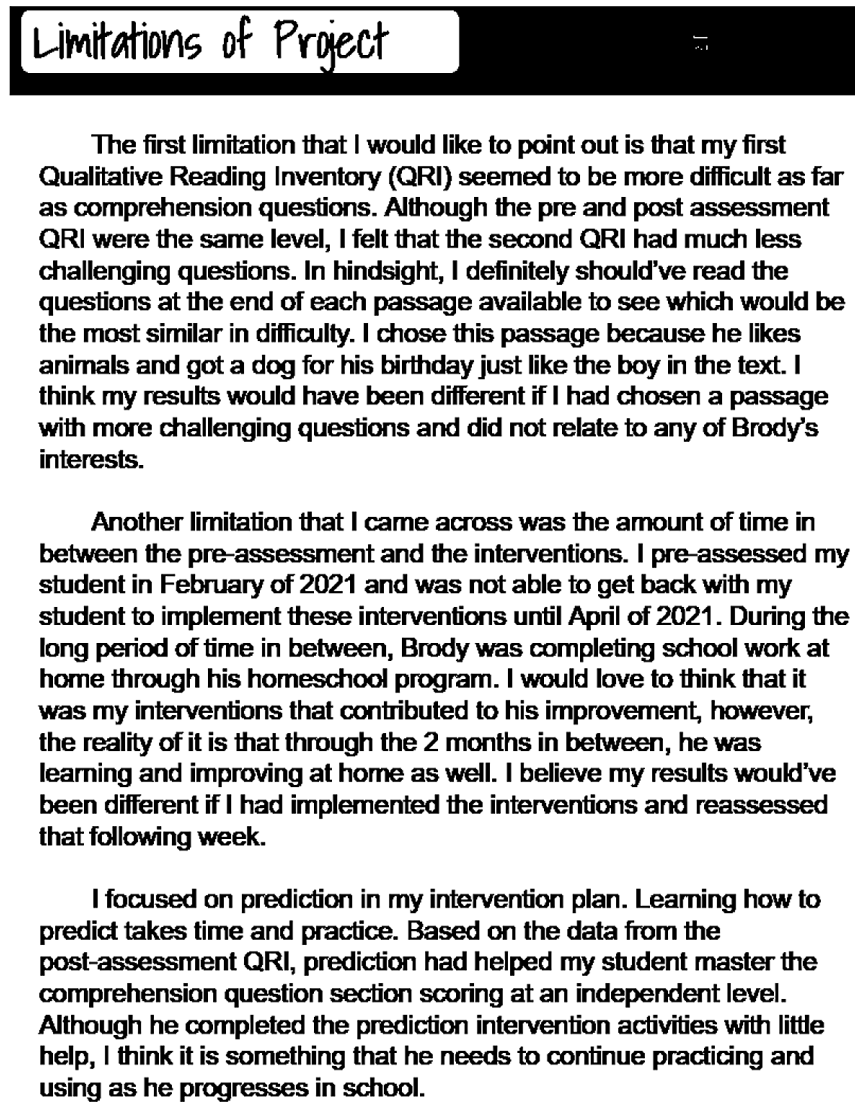 Limitations of Project
The first limitation that I would like to point out is that my first
Qualitative Reading Inventory (QRI) seemed to be more difficult as far
as comprehension questions. Although the pre and post assessment
QRI were the same level, I felt that the second QRI had much less
challenging questions. In hindsight, I definitely should've read the
questions at the end of each passage available to see which would be
the most similar in difficulty. I chose this passage because he likes
animals and got a dog for his birthday just like the boy in the text. I
think my results would have been different if I had chosen a passage
with more challenging questions and did not relate to any of Brody's
interests.
Another limitation that I came across was the amount of time in
between the pre-assessment and the interventions. I pre-assessed my
student in February of 2021 and was not able to get back with my
student to implement these interventions until April of 2021. During the
long period of time in between, Brody was completing school work at
home through his homeschool program. I would love to think that it
was my interventions that contributed to his improvement, however,
the reality of it is that through the 2 months in between, he was
learning and improving at home as well. I believe my results would've
been different if I had implemented the interventions and reassessed
that following week.
I focused on prediction in my intervention plan. Learning how to
predict takes time and practice. Based on the data from the
post-assessment QRI, prediction had helped my student master the
comprehension question section scoring at an independent level.
Although he completed the prediction intervention activities with little
help, I think it is something that he needs to continue practicing and
using as he progresses in school.